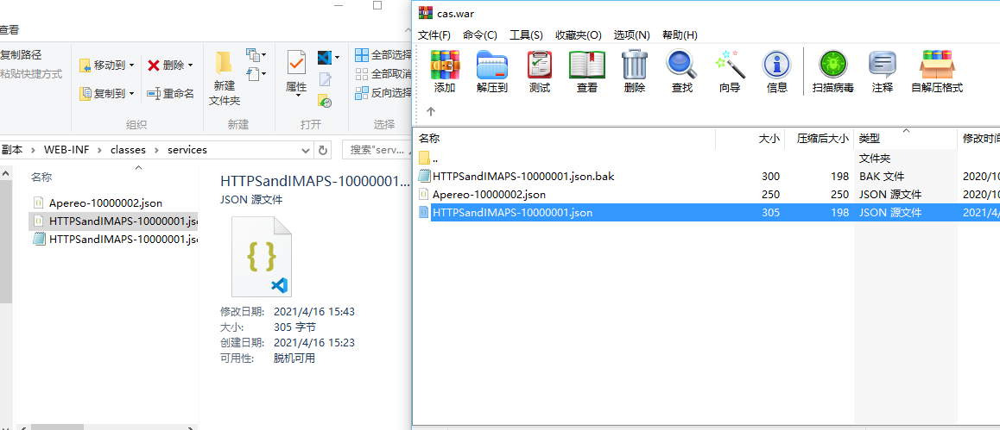 查看
复制路径
粘贴快捷方式
移动到
复制到
删除
重命名
组织
新建
文件夹
新建
属性
打开
全部选择
全部取消
反向选择
选择
副本 WEB-INF classes services
搜索"serv...
名称
Apereo-10000002.json
HTTPSandIMAPS-10000001.jso
HTTPSandIMAPS-10000001.jso
HTTPSandIMAPS-10000001...
JSON 源文件
修改日期: 2021/4/16 15:43
大小: 305 字节
创建日期: 2021/4/16 15:23
可用性: 脱机可用
cas.war
文件(F) 命令(C) 工具(S) 收藏夹(O) 选项(N) 帮助(H)
添加 解压到 测试 查看 删除 查找 向导 信息 扫描病毒 注释 自解压格式
名称 大小 压缩后大小 类型 修改时间
.. 文件夹
HTTPSandIMAPS-10000001.json.bak 300 198 BAK 文件 2020/10
Apereo-10000002.json 250 250 JSON 源文件 2020/10
HTTPSandIMAPS-10000001.json 305 198 JSON 源文件 2021/4/